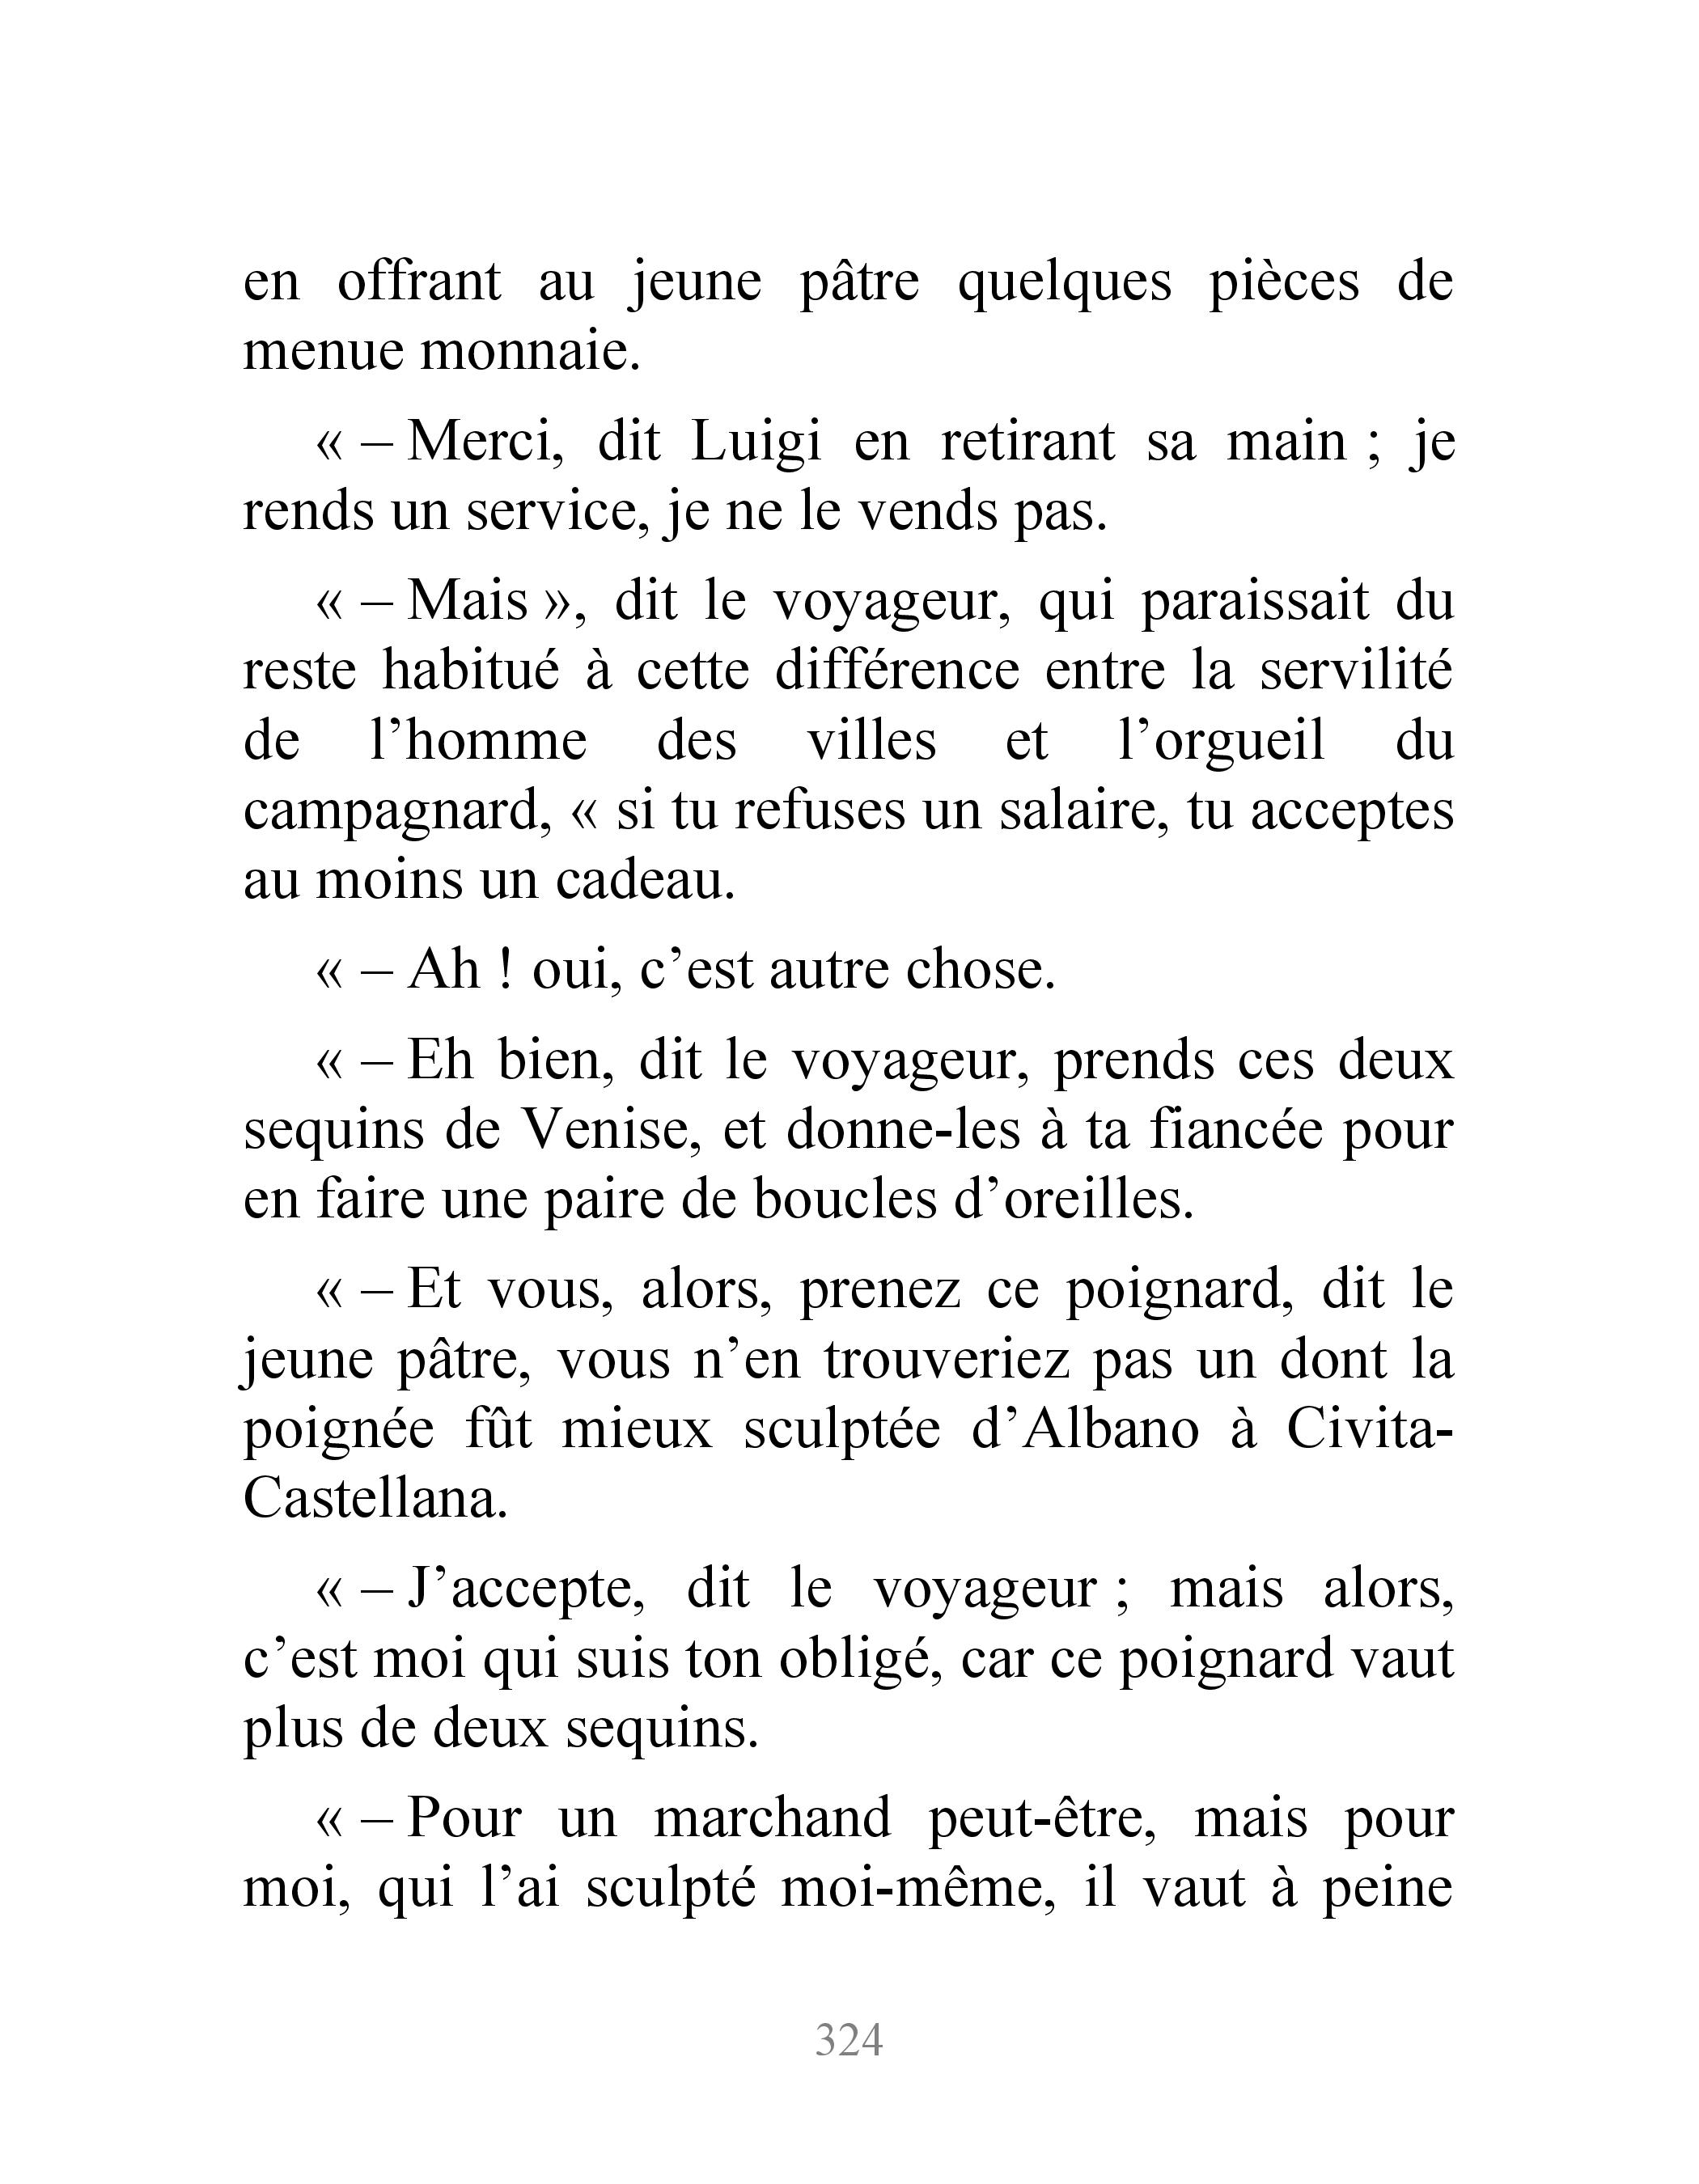 en offrant au jeune pâtre quelques pièces de
menue monnaie.
« – Merci, dit Luigi en retirant sa main ; je
rends un service, je ne le vends pas.
« – Mais », dit le voyageur, qui paraissait du
reste habitué à cette différence entre la servilité
de l’homme des villes et l’orgueil du
campagnard, « si tu refuses un salaire, tu acceptes
au moins un cadeau.
« – Ah ! oui, c’est autre chose.
« – Eh bien, dit le voyageur, prends ces deux
sequins de Venise, et donne-les à ta fiancée pour
en faire une paire de boucles d’oreilles.
« – Et vous, alors, prenez ce poignard, dit le
jeune pâtre, vous n’en trouveriez pas un dont la
poignée fût mieux sculptée d’Albano à Civita-
Castellana.
« – J’accepte, dit le voyageur ; mais alors,
c’est moi qui suis ton obligé, car ce poignard vaut
plus de deux sequins.
« – Pour un marchand peut-être, mais pour
moi, qui l’ai sculpté moi-même, il vaut à peine
324